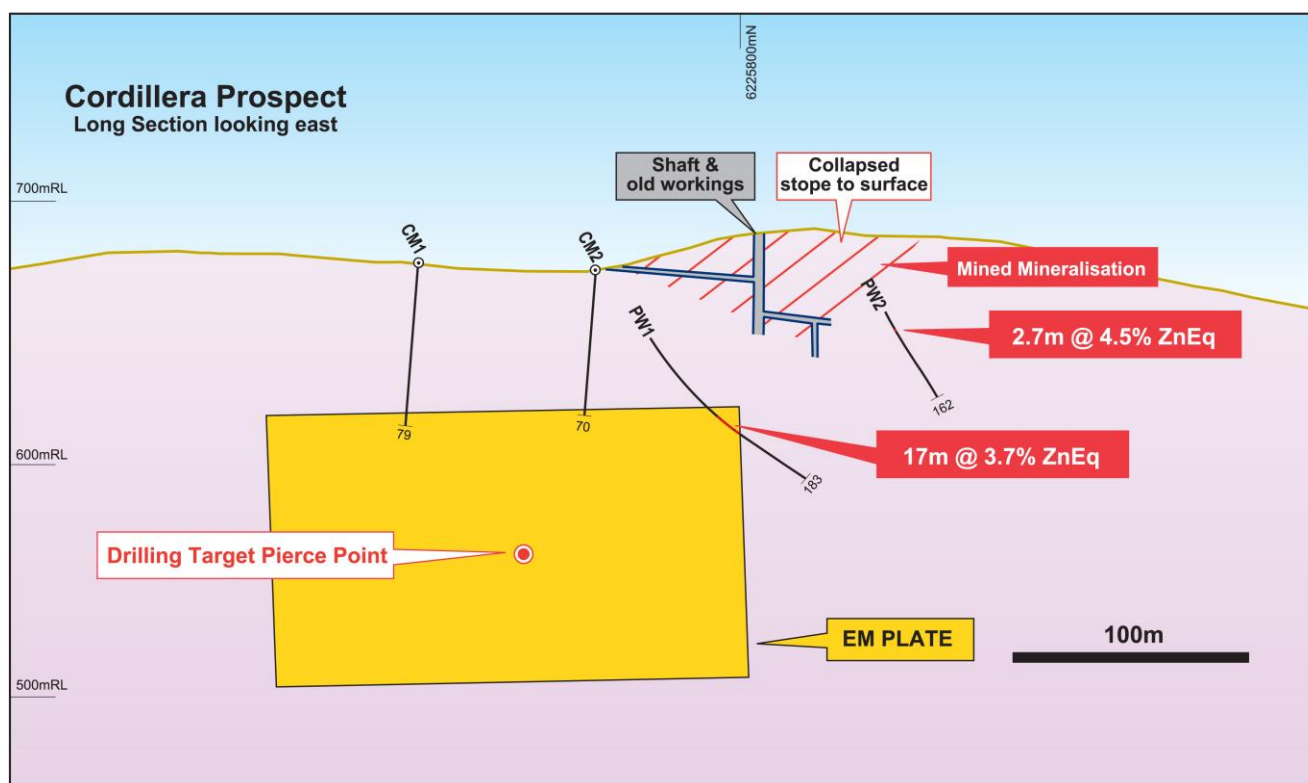 Cordillera Prospect
Long Section looking east
6225800mN
Shaft &
old workings
Collapsed
stope to surface
700mRL
CM1
CM2
Mined Mineralisation
PW2
PW1
2.7m @ 4.5% ZnEq
162
79
70
17m @ 3.7% ZnEq
600mRL
183
Drilling Target Pierce Point
EM PLATE
100m
500mRL